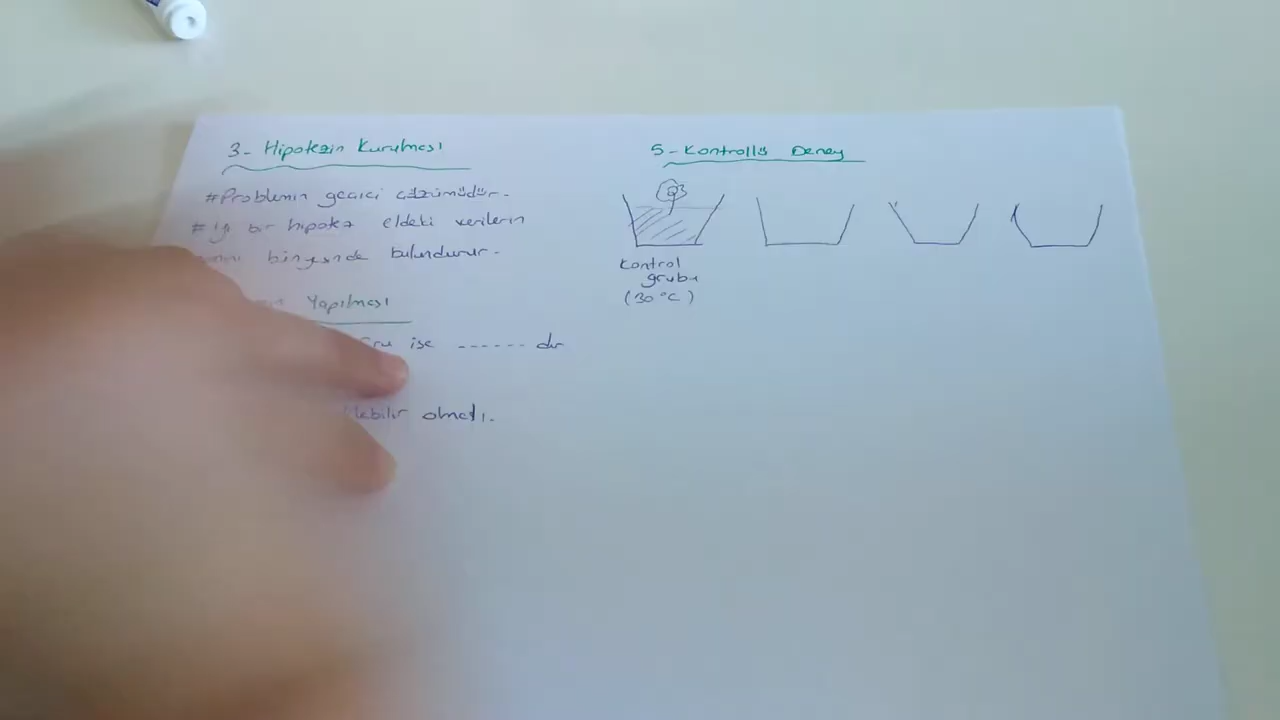 3- Hipotezin Kurulması
#Problemin geçici çözümüdür.
#İyi bir hipotez eldeki verilerin
bünyesinde bulundurur.
Yapılması
ise ------ dır
olmalı.
5- Kontrollü Deney
Kontrol
grubu
(30°C)